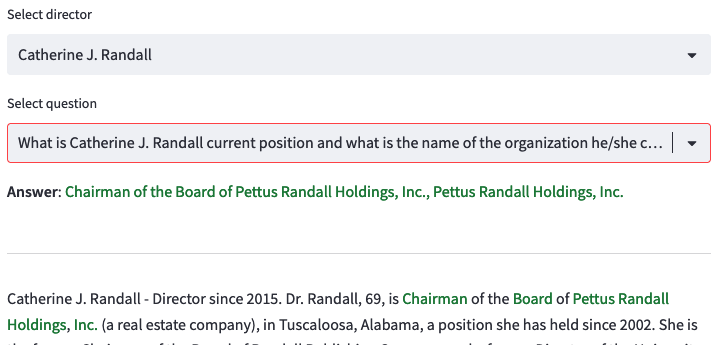 Select director
Catherine J. Randall
Select question
What is Catherine J. Randall current position and what is the name of the organization he/she c...
Answer: Chairman of the Board of Pettus Randall Holdings, Inc., Pettus Randall Holdings, Inc.
Catherine J. Randall - Director since 2015. Dr. Randall, 69, is Chairman of the Board of Pettus Randall
Holdings, Inc. (a real estate company), in Tuscaloosa, Alabama, a position she has held since 2002. She is